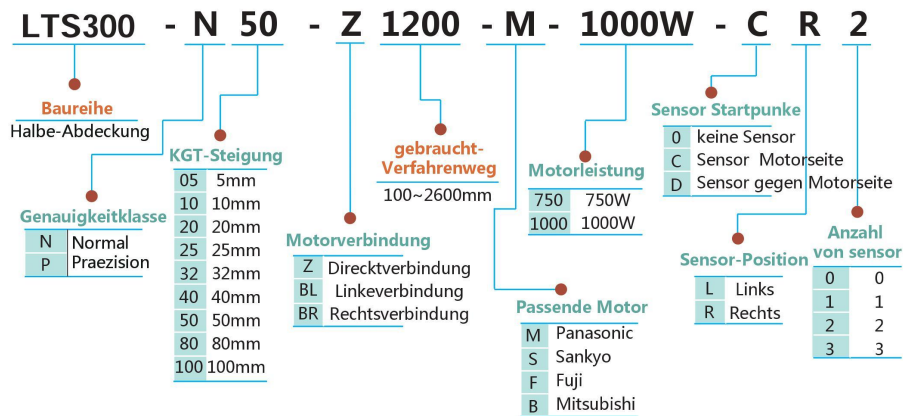 LTS300 - N 50 - Z 1200 - M - 1000W - C R 2
Baureihe
Halbe-Abdeckung
Genauigkeitklasse
N Normal
P Praezision
KGT-Steigung
05 5mm
10 10mm
20 20mm
25 25mm
32 32mm
40 40mm
50 50mm
80 80mm
100 100mm
Motorverbindung
Z Direcktverbindung
BL Linkeverbindung
BR Rechtsverbindung
gebraucht-
Verfahrenweg
100~2600mm
Passende Motor
M Panasonic
S Sankyo
F Fuji
B Mitsubishi
Motorleistung
750 750W
1000 1000W
Sensor Startpunke
0 keine Sensor
C Sensor Motorseite
D Sensor gegen Motorseite
Sensor-Position
L Links
R Rechts
Anzahl
von sensor
0 0
1 1
2 2
3 3